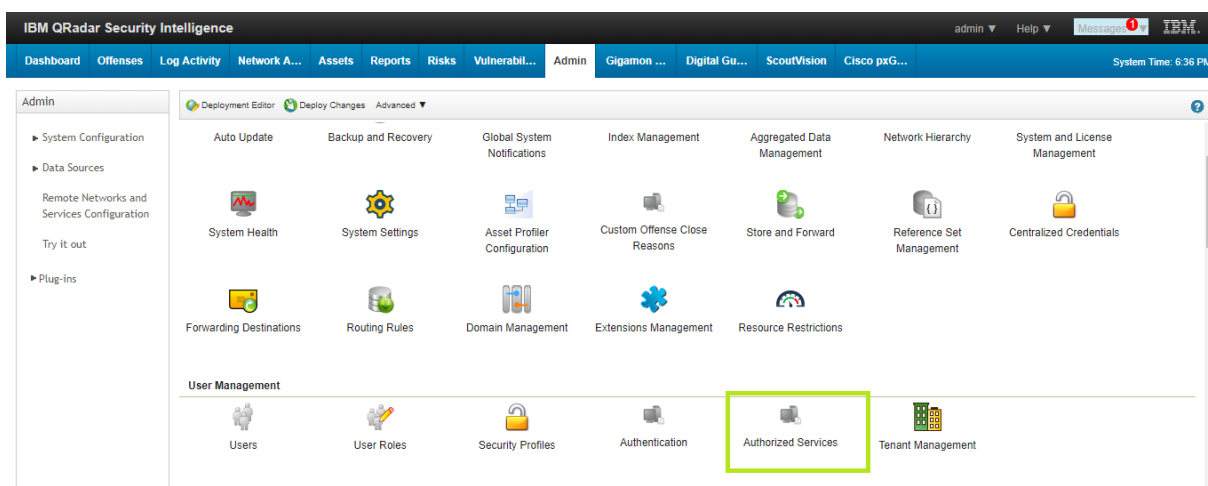 IBM QRadar Security Intelligence
admin ▼ Help ▼ Messages 1 ▼ IBM.
Dashboard Offenses Log Activity Network A... Assets Reports Risks Vulnerabil... Admin Gigamon ... Digital Gu... ScoutVision Cisco pxG... System Time: 6:36 PM
Admin
▶ System Configuration
▶ Data Sources
Remote Networks and
Services Configuration
Try it out
▶ Plug-ins
Deployment Editor Deploy Changes Advanced ▼ ?
Auto Update Backup and Recovery Global System Index Management Aggregated Data Network Hierarchy System and License
Notifications Management Management
System Health System Settings Asset Profiler Custom Offense Close Store and Forward Reference Set Centralized Credentials
Configuration Reasons Management
Forwarding Destinations Routing Rules Domain Management Extensions Management Resource Restrictions
User Management
Users User Roles Security Profiles Authentication Authorized Services Tenant Management